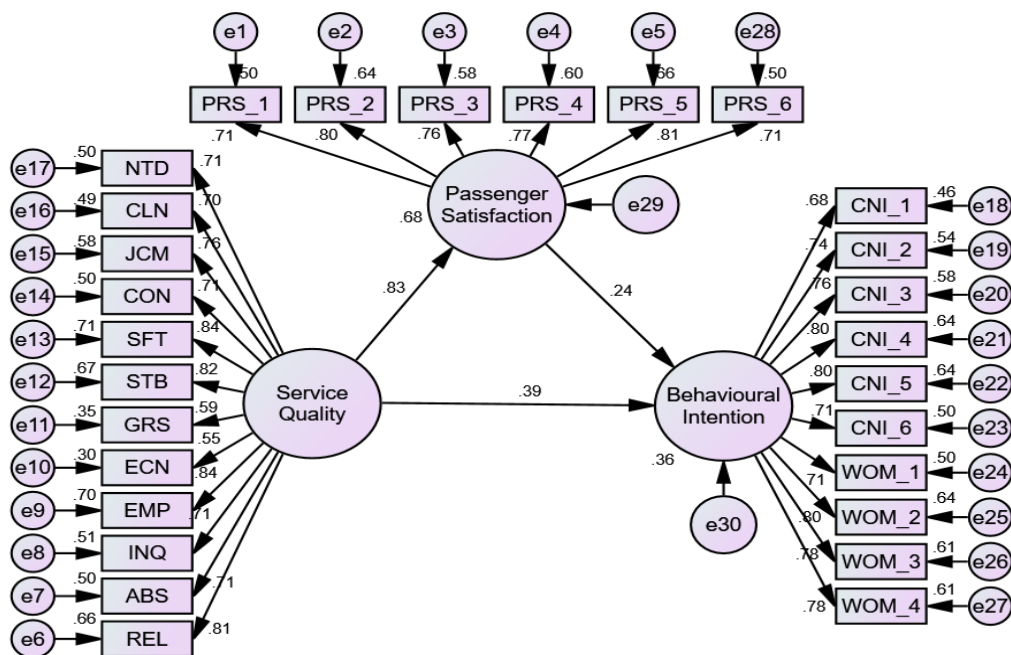 e1 e2 e3 e4 e5 e28
.50 .64 .58 .60 .66 .50
PRS_1 PRS_2 PRS_3 PRS_4 PRS_5 PRS_6
.71 .80 .76 .77 .81 .71
Passenger
Satisfaction
.68
e29
e17 .50 NTD .71
e16 .49 CLN .70
e15 .58 JCM .76
e14 .50 CON .71
e13 .71 SFT .84
e12 .67 STB .82
e11 .35 GRS .59
e10 .30 ECN .55
e9 .70 EMP .84
e8 .51 INQ .71
e7 .50 ABS .71
e6 .66 REL .81
Service
Quality
.83
.24
.39
Behavioural
Intention
.36
e30
.68 CNI_1 .46 e18
.74 CNI_2 .54 e19
.76 CNI_3 .58 e20
.80 CNI_4 .64 e21
.80 CNI_5 .64 e22
.71 CNI_6 .50 e23
.71 WOM_1 .50 e24
.80 WOM_2 .64 e25
.78 WOM_3 .61 e26
.78 WOM_4 .61 e27